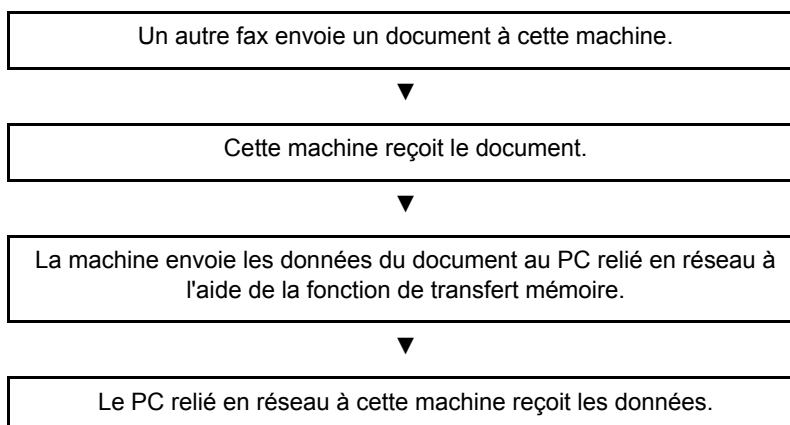 Un autre fax envoie un document à cette machine.
▼
Cette machine reçoit le document.
▼
La machine envoie les données du document au PC relié en réseau à
l'aide de la fonction de transfert mémoire.
▼
Le PC relié en réseau à cette machine reçoit les données.